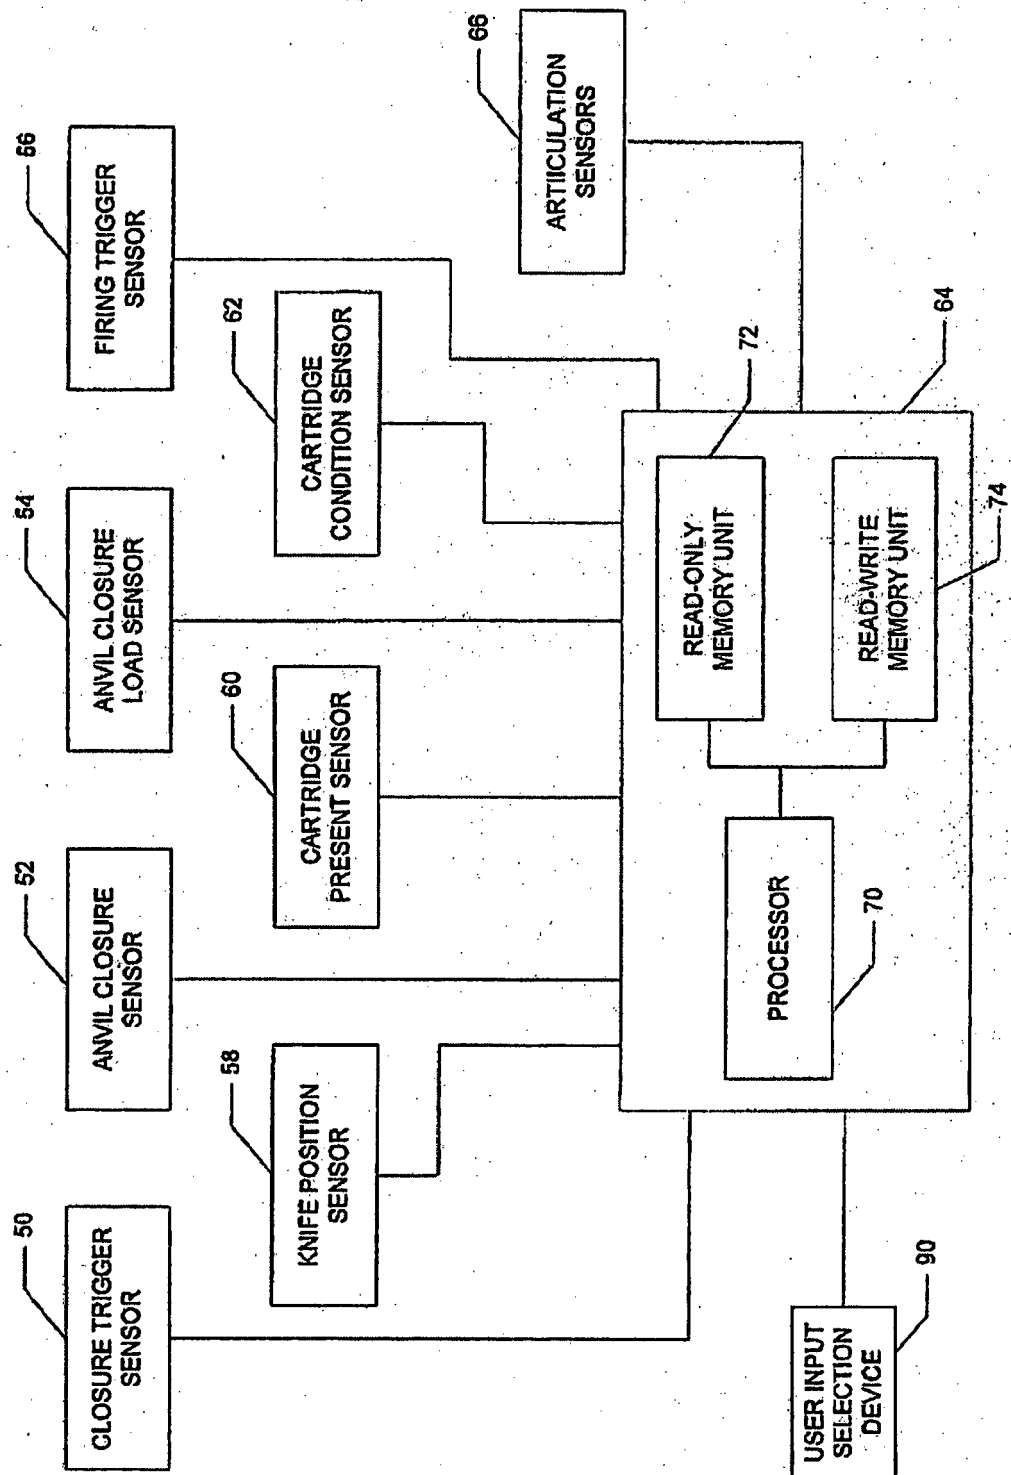 50
CLOSURE TRIGGER
SENSOR
52
ANVIL CLOSURE
SENSOR
54
ANVIL CLOSURE
LOAD SENSOR
56
FIRING TRIGGER
SENSOR
58
KNIFE POSITION
SENSOR
60
CARTRIDGE
PRESENT SENSOR
62
CARTRIDGE
CONDITION SENSOR
66
ARTIICULATION
SENSORS
72
READ-ONLY
MEMORY UNIT
64
PROCESSOR
70
READ-WRITE
MEMORY UNIT
74
USER INPUT
SELECTION
DEVICE
90